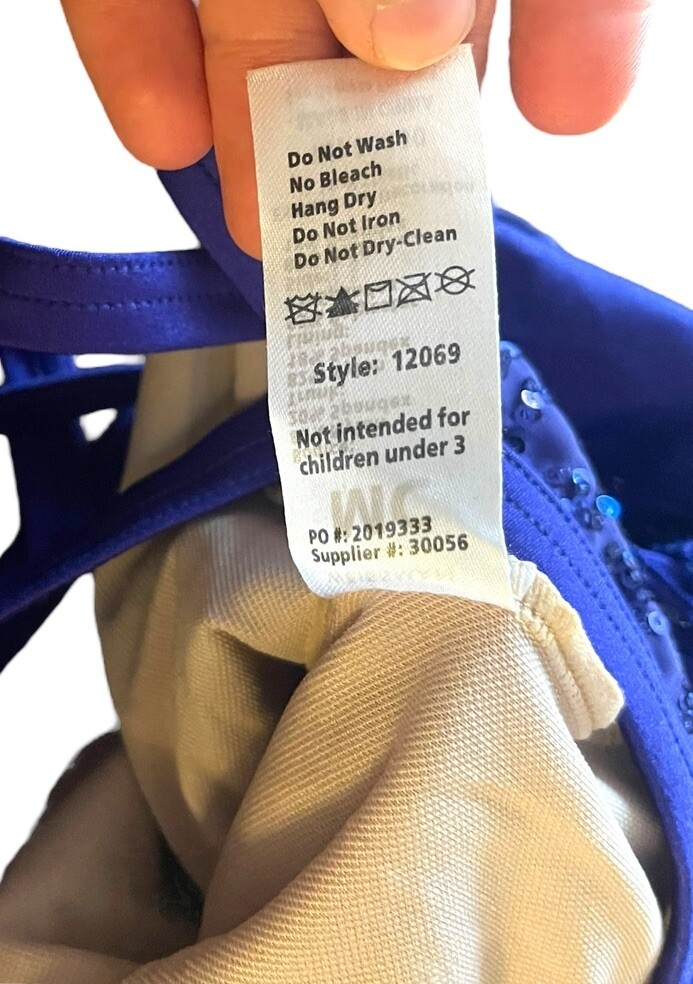 Do Not Wash
No Bleach
Hang Dry
Do Not Iron
Do Not Dry-Clean
Style: 12069
Not intended for
children under 3
PO #: 2019333
Supplier #: 30056